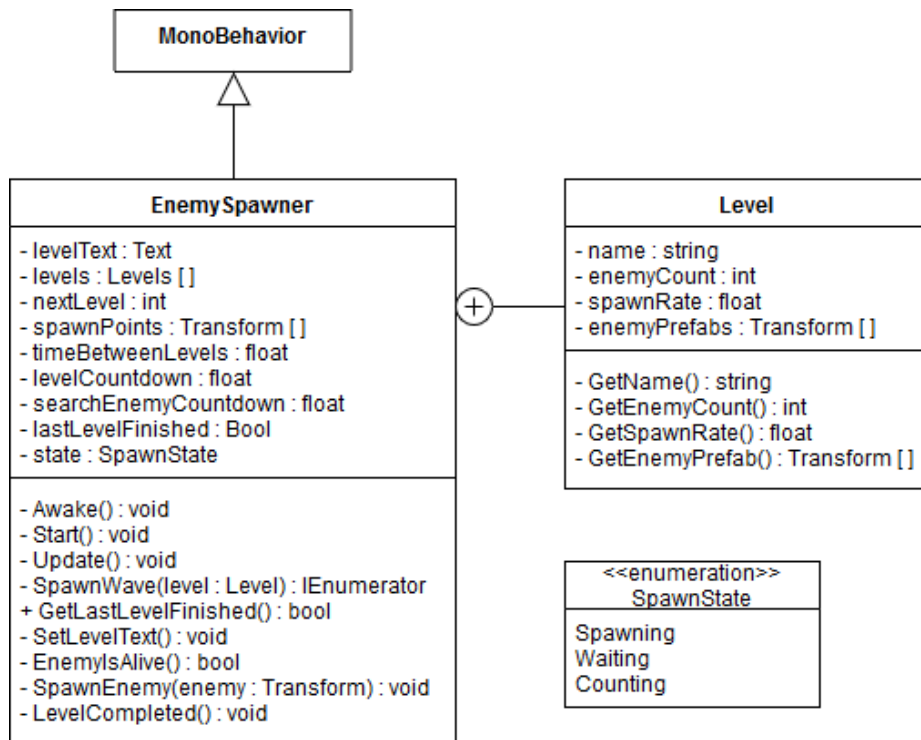 MonoBehavior
EnemySpawner
- levelText : Text
- levels : Levels [ ]
- nextLevel : int
- spawnPoints : Transform [ ]
- timeBetweenLevels : float
- levelCountdown : float
- searchEnemyCountdown : float
- lastLevelFinished : Bool
- state : SpawnState
- Awake() : void
- Start() : void
- Update() : void
- SpawnWave(level : Level) : IEnumerator
+ GetLastLevelFinished() : bool
- SetLevelText() : void
- EnemyIsAlive() : bool
- SpawnEnemy(enemy : Transform) : void
- LevelCompleted() : void
Level
- name : string
- enemyCount : int
- spawnRate : float
- enemyPrefabs : Transform [ ]
- GetName() : string
- GetEnemyCount() : int
- GetSpawnRate() : float
- GetEnemyPrefab() : Transform [ ]
<<enumeration>>
SpawnState
Spawning
Waiting
Counting